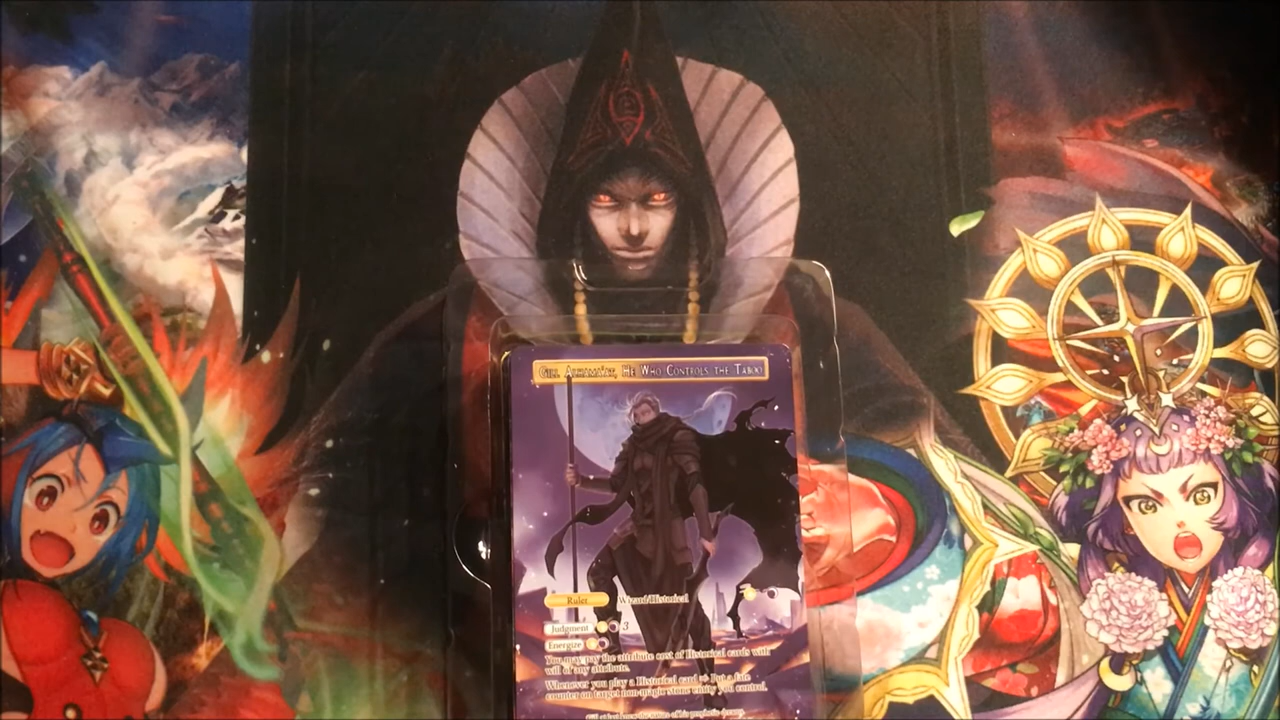 Gill Alhama'at, He Who Controls the Taboo
Ruler Wizard/Historical
Judgment 3
Energize
You may pay the attribute cost of Historical cards with
will of any attribute.
Whenever you play a Historical card ⇒ Put a fate
counter on target non-magic stone entity you control.